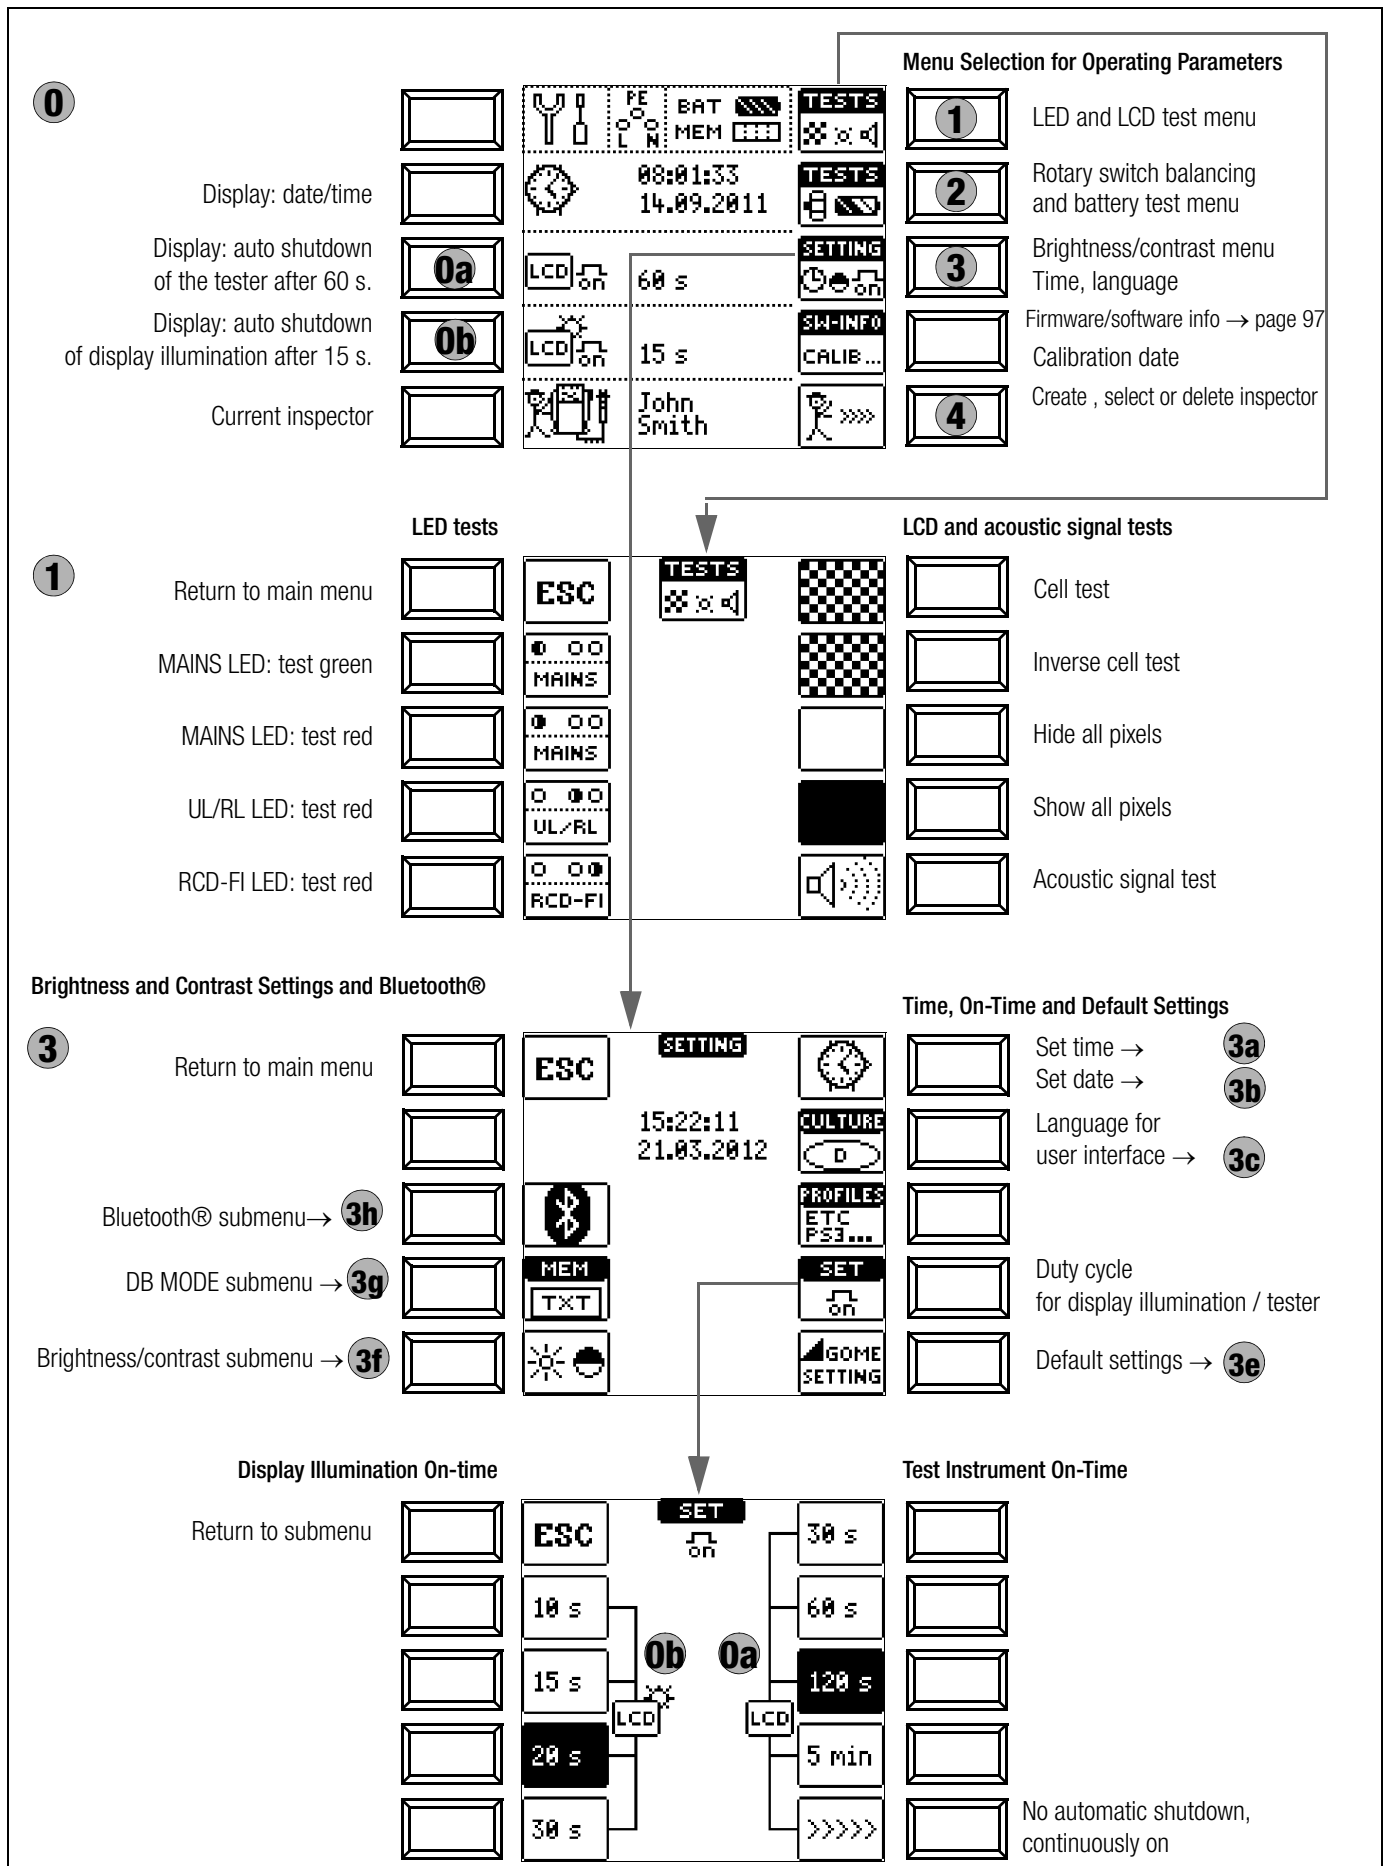 Menu Selection for Operating Parameters
0
PE
L N
BAT
MEM
TESTS
1
LED and LCD test menu
Display: date/time
08:01:33
14.09.2011
TESTS
2
Rotary switch balancing
and battery test menu
Display: auto shutdown
of the tester after 60 s.
0a
LCD on
60 s
SETTING
on
3
Brightness/contrast menu
Time, language
Display: auto shutdown
of display illumination after 15 s.
0b
LCD on
15 s
SW-INFO
CALIB...
Firmware/software info → page 97
Calibration date
Current inspector
John
Smith
>>>>
4
Create , select or delete inspector
LED tests
LCD and acoustic signal tests
1
Return to main menu
ESC
TESTS
Cell test
MAINS LED: test green
MAINS
Inverse cell test
MAINS LED: test red
MAINS
Hide all pixels
UL/RL LED: test red
UL/RL
Show all pixels
RCD-FI LED: test red
RCD-FI
Acoustic signal test
Brightness and Contrast Settings and Bluetooth®
Time, On-Time and Default Settings
3
Return to main menu
ESC
SETTING
Set time → 3a
Set date → 3b
15:22:11
21.03.2012
CULTURE
D
Language for
user interface → 3c
Bluetooth® submenu→ 3h
PROFILES
ETC
PS3...
DB MODE submenu → 3g
MEM
TXT
SET
on
Duty cycle
for display illumination / tester
Brightness/contrast submenu → 3f
GOME
SETTING
Default settings → 3e
Display Illumination On-time
Test Instrument On-Time
Return to submenu
ESC
SET
on
30 s
10 s
60 s
0b
0a
15 s
120 s
LCD
LCD
20 s
5 min
30 s
>>>>>
No automatic shutdown,
continuously on